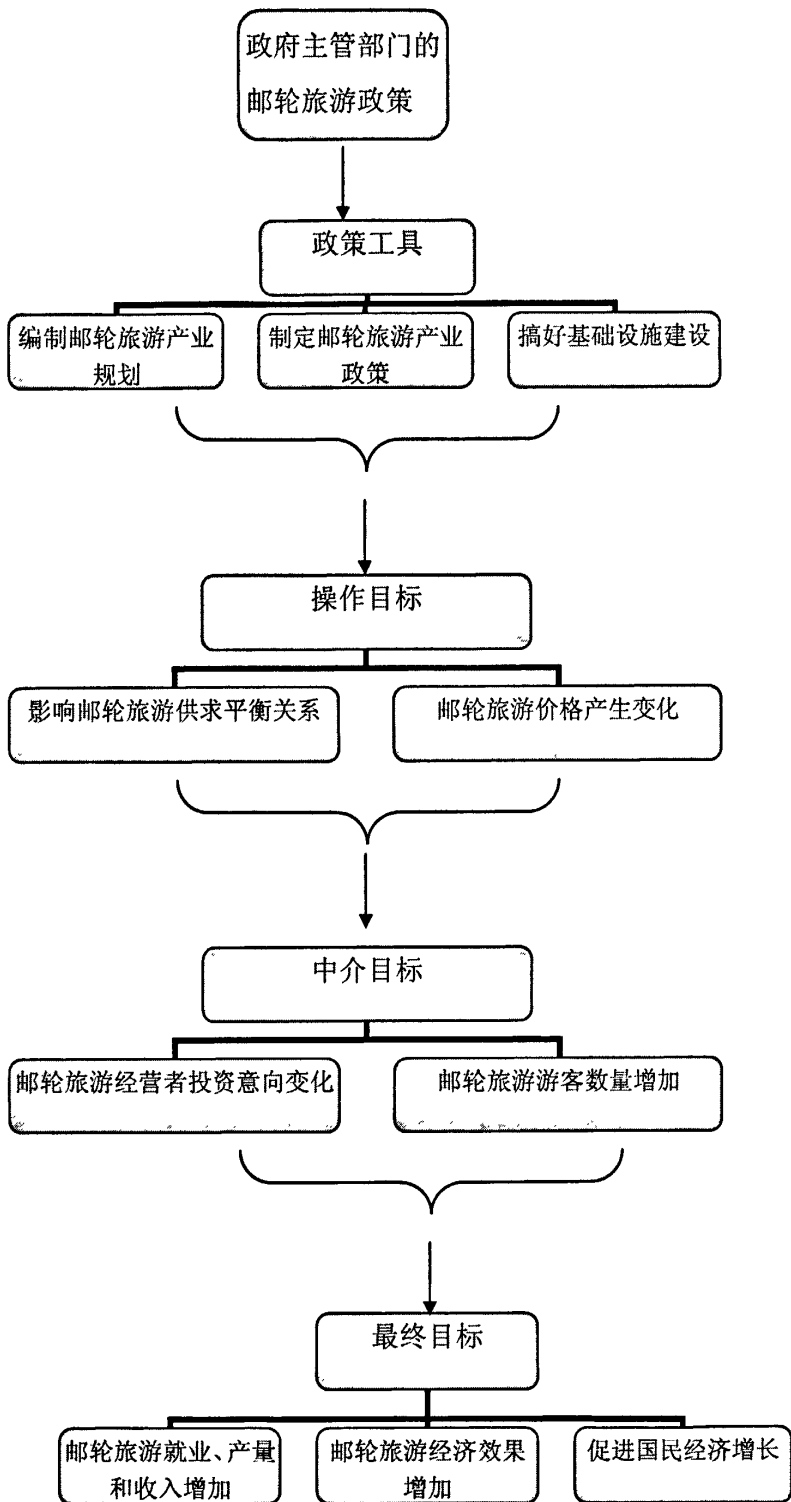 政府主管部门的
邮轮旅游政策
政策工具
编制邮轮旅游产业
规划
制定邮轮旅游产业
政策
搞好基础设施建设
操作目标
影响邮轮旅游供求平衡关系
邮轮旅游价格产生变化
中介目标
邮轮旅游经营者投资意向变化
邮轮旅游游客数量增加
最终目标
邮轮旅游就业、产量
和收入增加
邮轮旅游经济效果
增加
促进国民经济增长